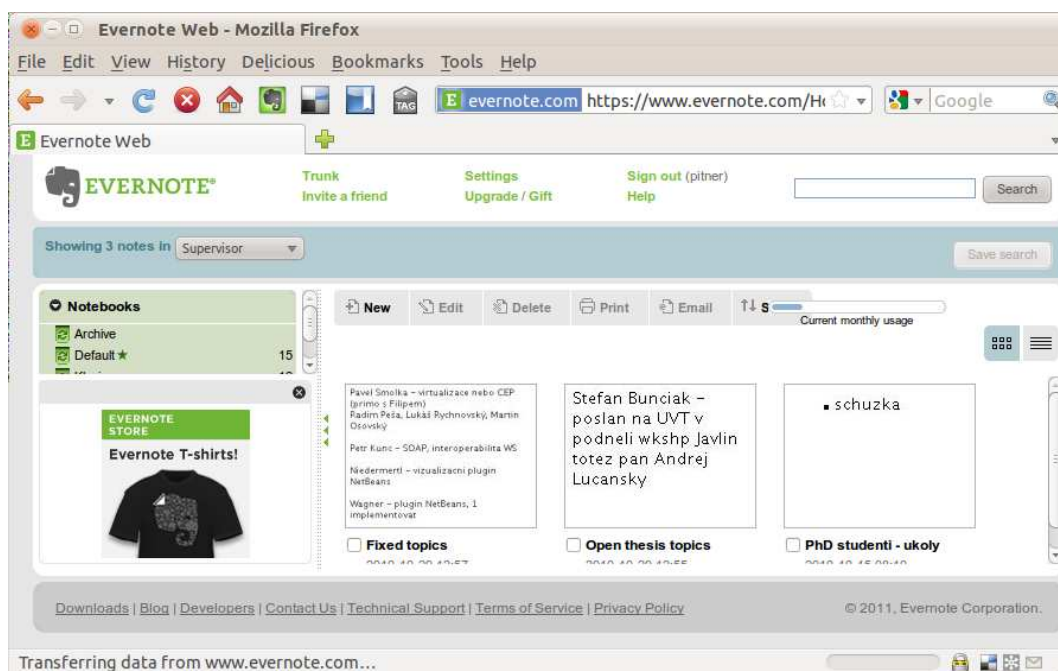 Evernote Web - Mozilla Firefox
File Edit View History Delicious Bookmarks Tools Help
TAG E evernote.com https://www.evernote.com/H Google
E Evernote Web
EVERNOTE® Trunk Settings Sign out (pitner)
Invite a friend Upgrade / Gift Help Search
Showing 3 notes in Supervisor Save search
Notebooks New Edit Delete Print Email S
Current monthly usage
Archive
Default ★ 15
EVERNOTE
STORE
Evernote T-shirts!
Pavel Smolka – virtualizace nebo CEP
(primo s Filipem)
Radim Peša, Lukáš Rychnovský, Martin
Osovský
Petr Kunc – SOAP, interoperabilita WS
Niedermertl – vizualizacni plugin
NetBeans
Wagner – plugin NetBeans, 1
implementovat
Stefan Bunciak –
poslan na UVT v
podneli wkshp Javlin
totez pan Andrej
Lucansky
▪ schuzka
Fixed topics Open thesis topics PhD studenti - ukoly
Downloads | Blog | Developers | Contact Us | Technical Support | Terms of Service | Privacy Policy © 2011, Evernote Corporation.
Transferring data from www.evernote.com...